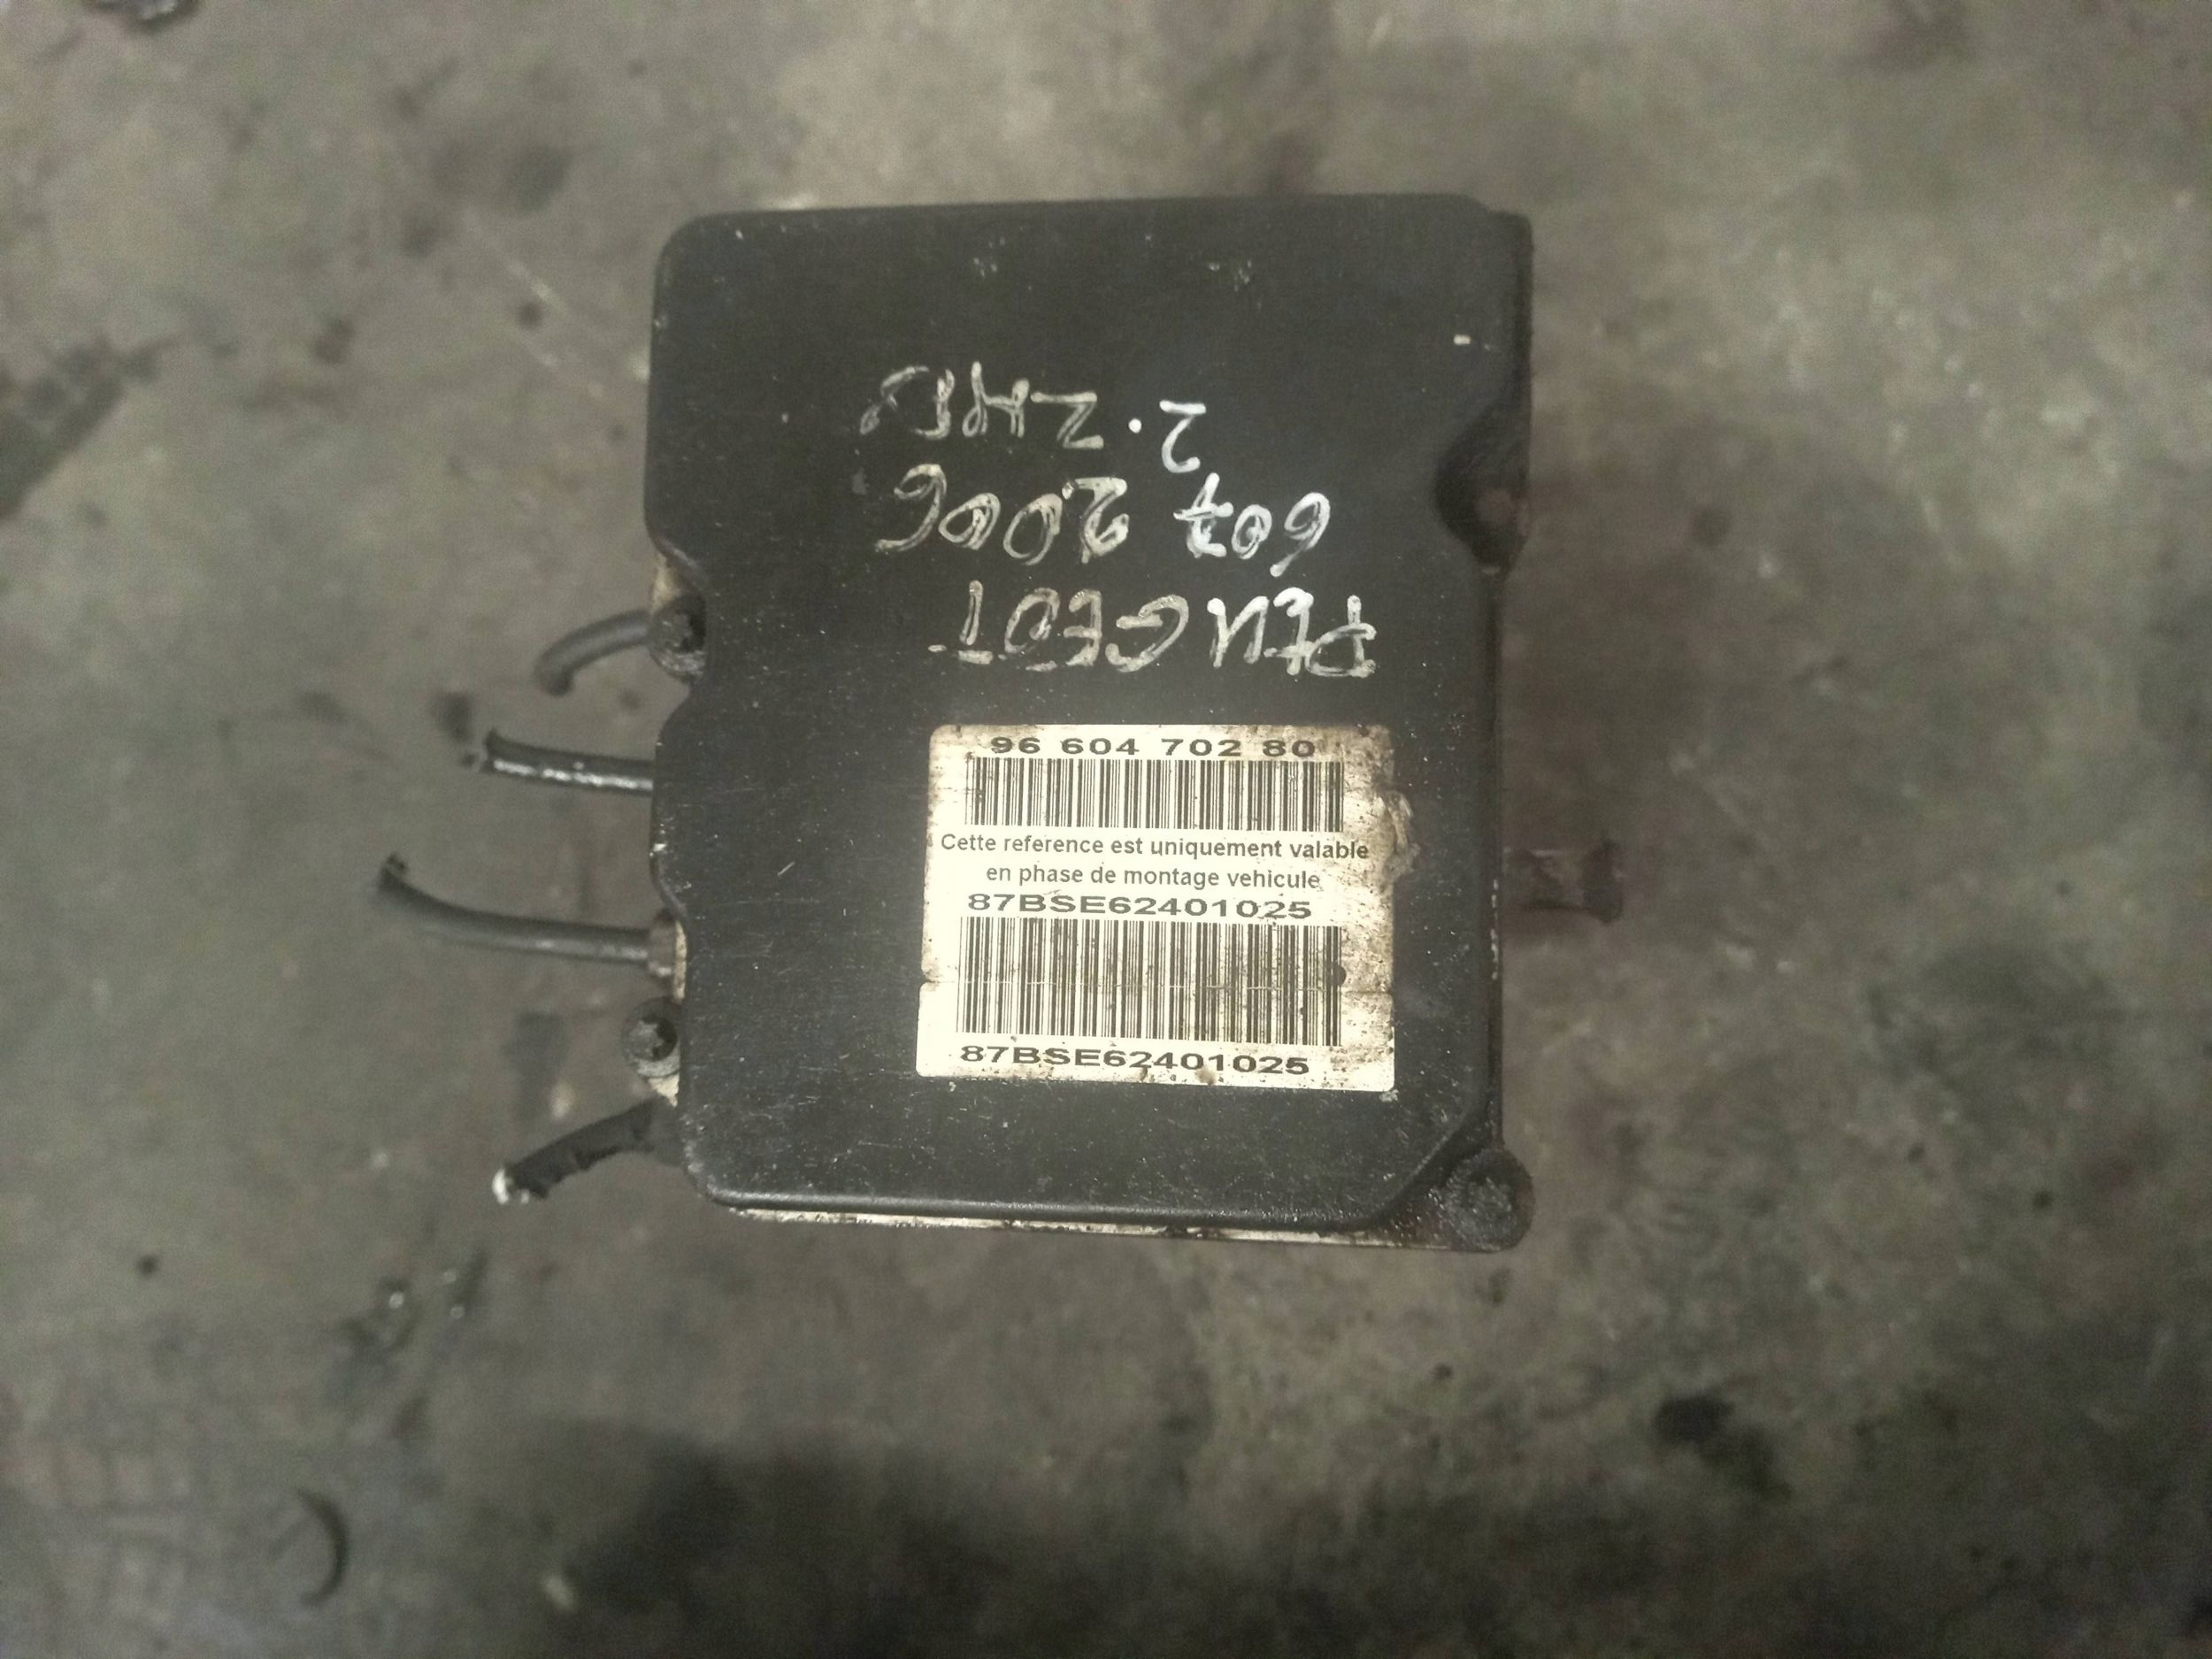 PEUGEOT
607 2006
2.2HDI
96 604 702 80
Cette reference est uniquement valable
en phase de montage vehicule
87BSE62401025
87BSE62401025